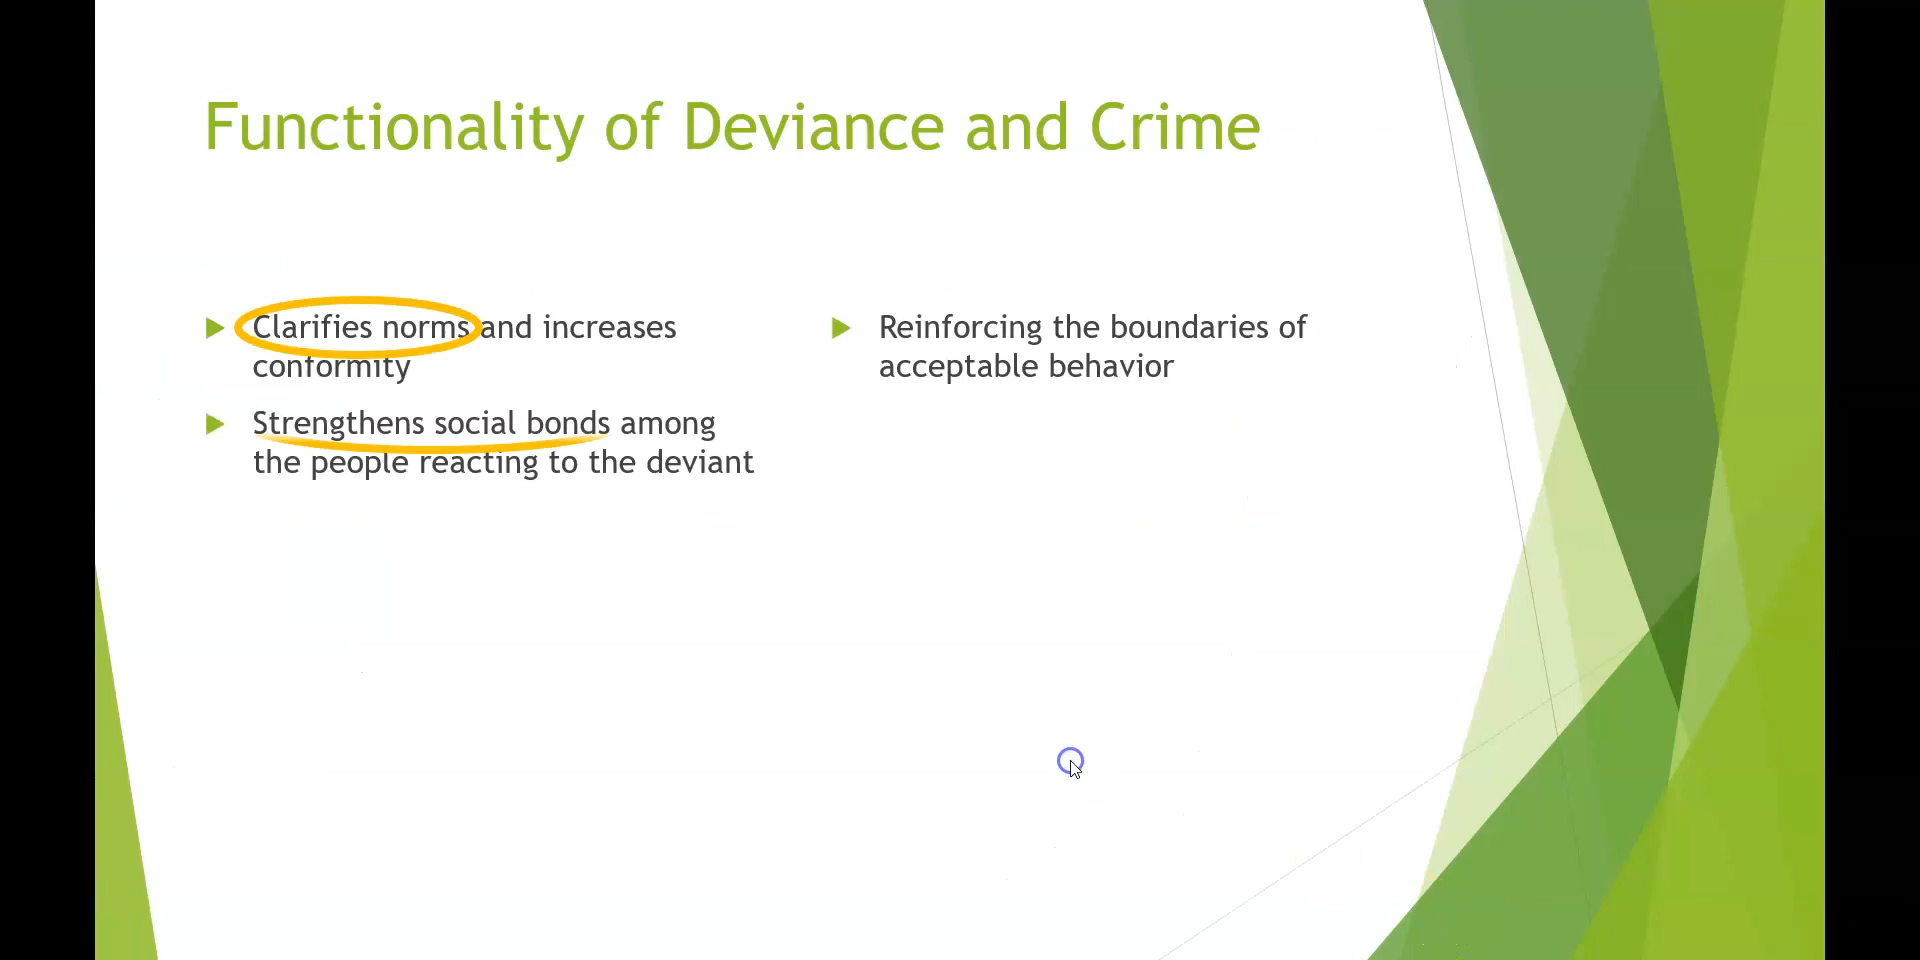 Functionality of Deviance and Crime
Clarifies norms and increases
conformity
Strengthens social bonds among
the people reacting to the deviant
Reinforcing the boundaries of
acceptable behavior